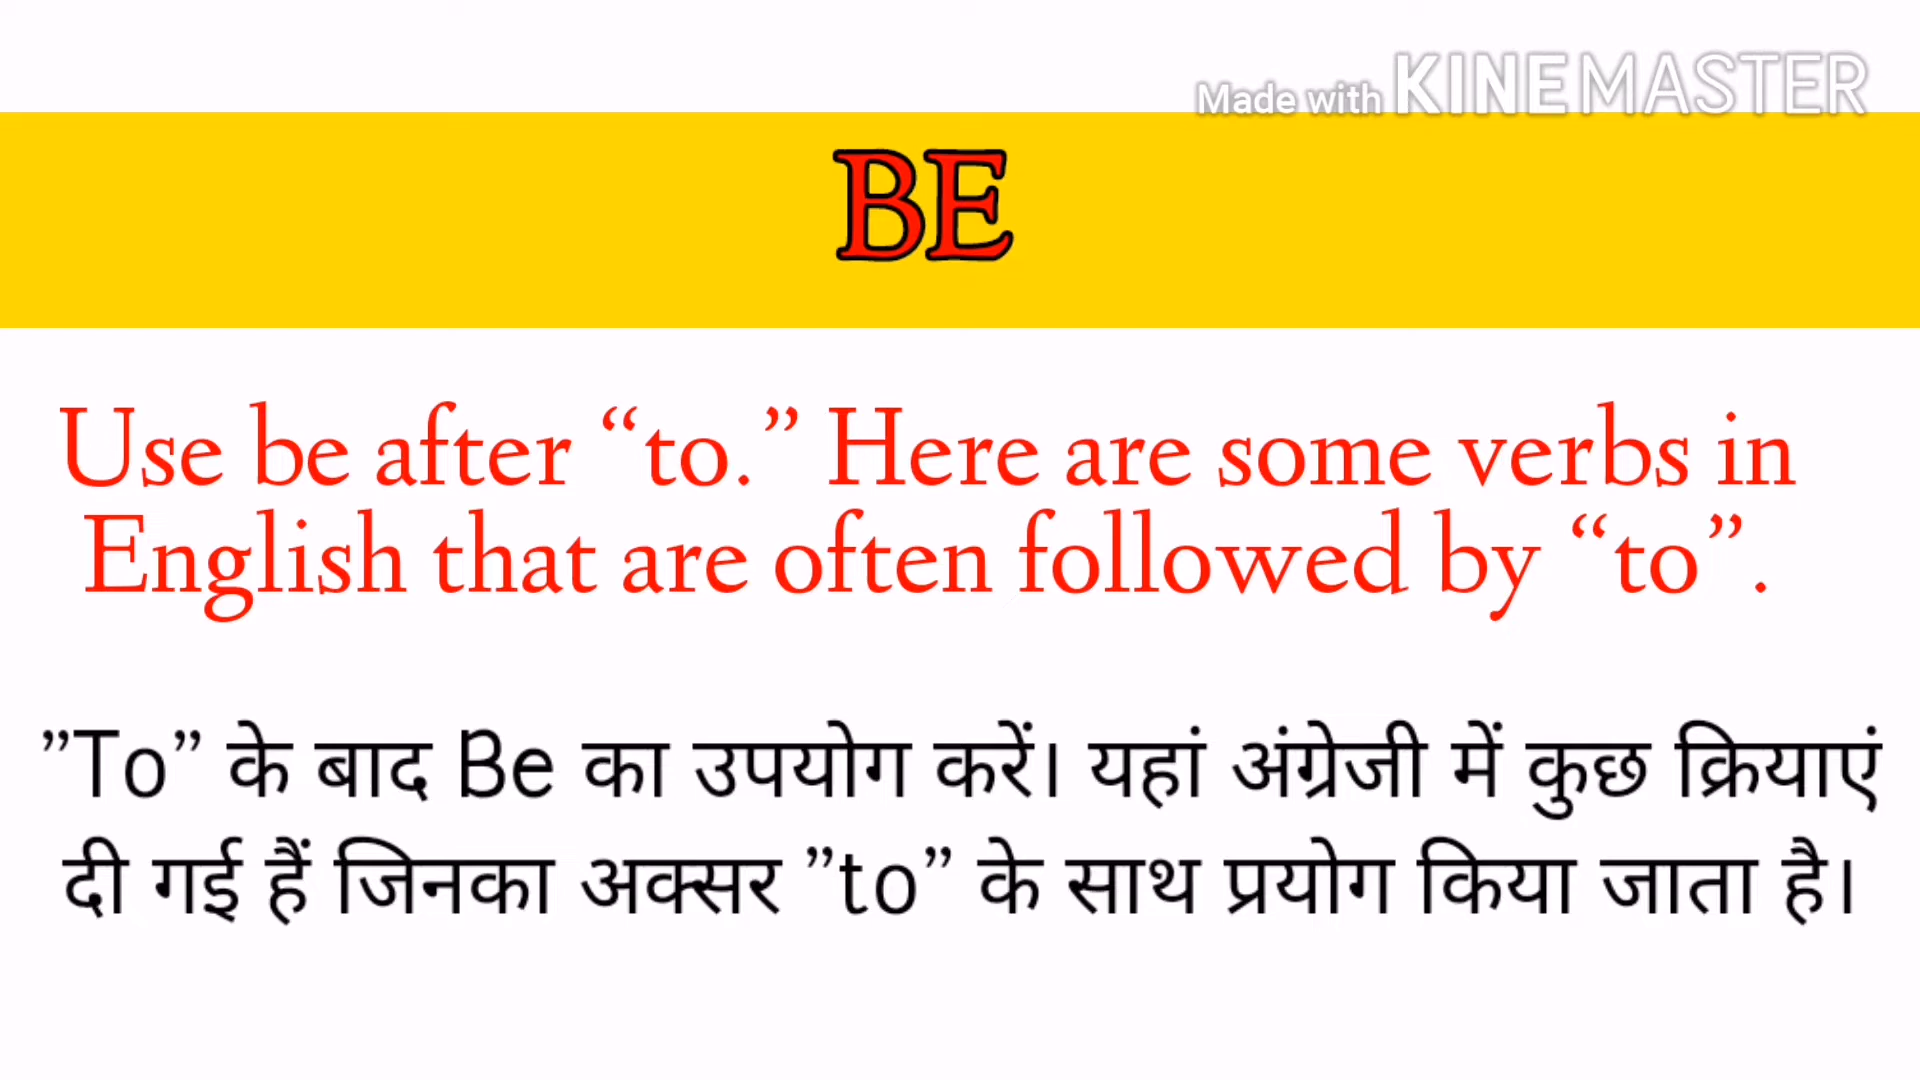 Made with KINEMASTER
BE
Use be after “to.” Here are some verbs in
English that are often followed by “to”.
”To” के बाद Be का उपयोग करें। यहां अंग्रेजी में कुछ क्रियाएं
दी गई हैं जिनका अक्सर ”to” के साथ प्रयोग किया जाता है।